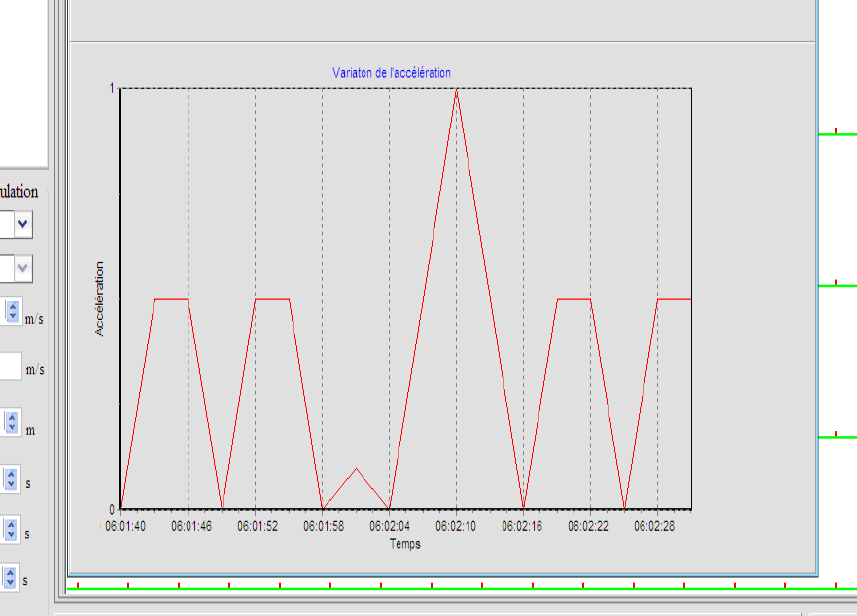 Variaton de l'accélération
1
ulation
Accélération
m/s
m/s
m
s
s
s
0
06:01:40 06:01:46 06:01:52 06:01:58 06:02:04 06:02:10 06:02:16 06:02:22 06:02:28
Temps